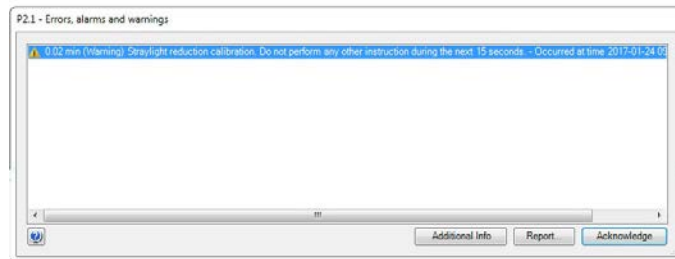 P2.1 - Errors, alarms and warnings
0.02 min (Warning) Straylight reduction calibration. Do not perform any other instruction during the next 15 seconds. - Occurred at time 2017-01-24 09
Additional Info
Report...
Acknowledge